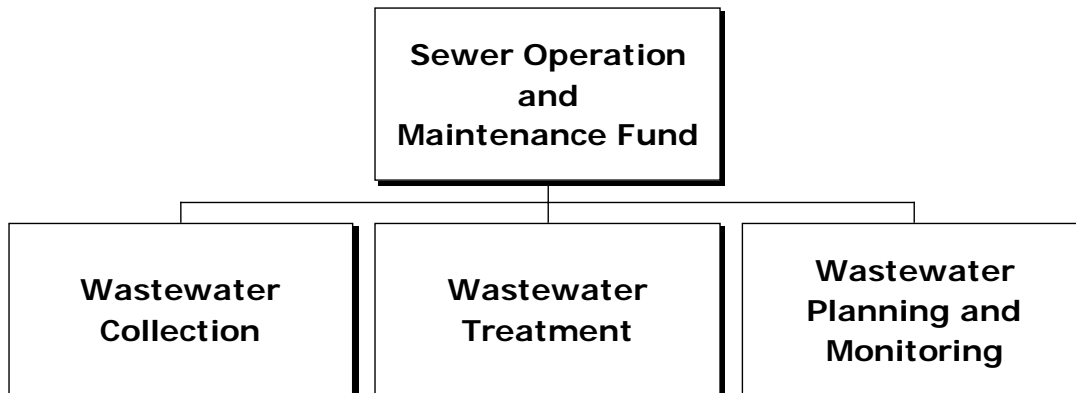 Sewer Operation
and
Maintenance Fund
Wastewater
Collection
Wastewater
Treatment
Wastewater
Planning and
Monitoring